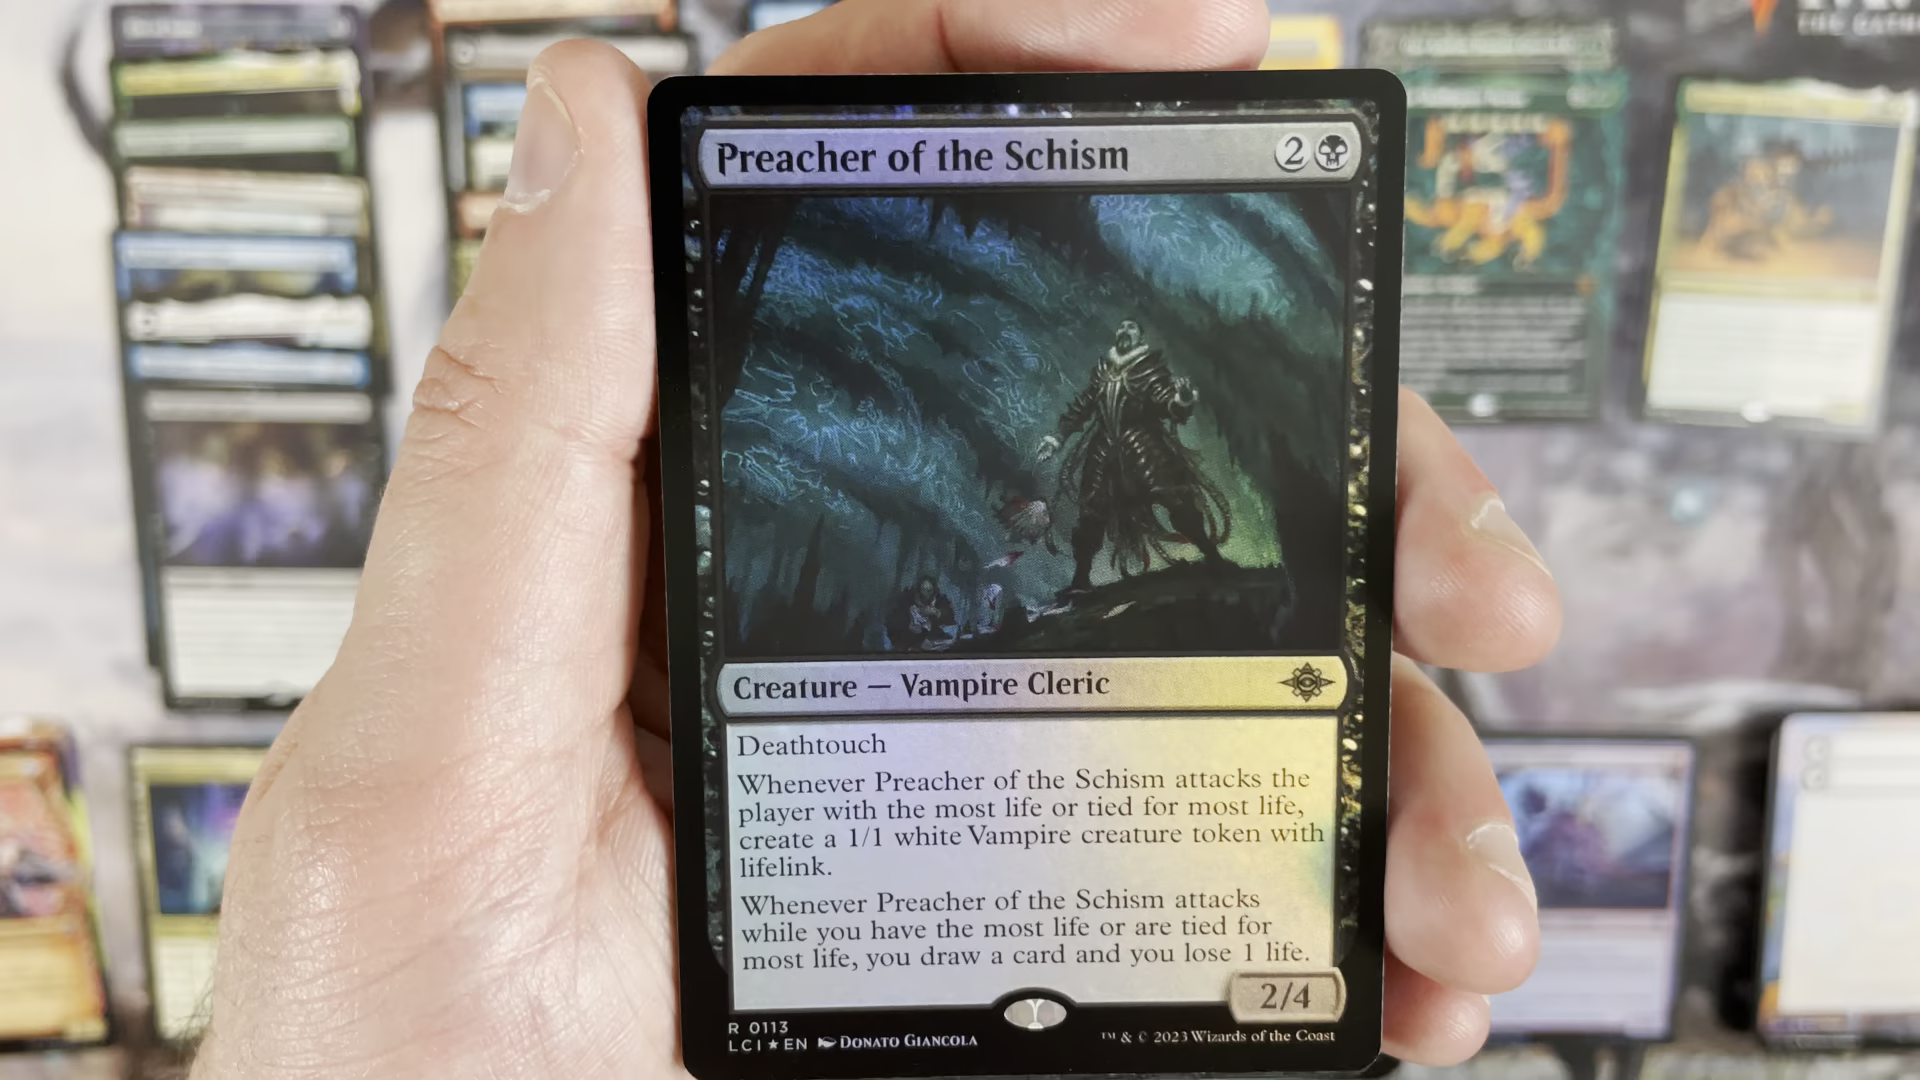 THE GATH
Preacher of the Schism
2
Creature — Vampire Cleric
Deathtouch
Whenever Preacher of the Schism attacks the
player with the most life or tied for most life,
create a 1/1 white Vampire creature token with
lifelink.
Whenever Preacher of the Schism attacks
while you have the most life or are tied for
most life, you draw a card and you lose 1 life.
2/4
R 0113
LCI★EN DONATO GIANCOLA
™ & © 2023 Wizards of the Coast